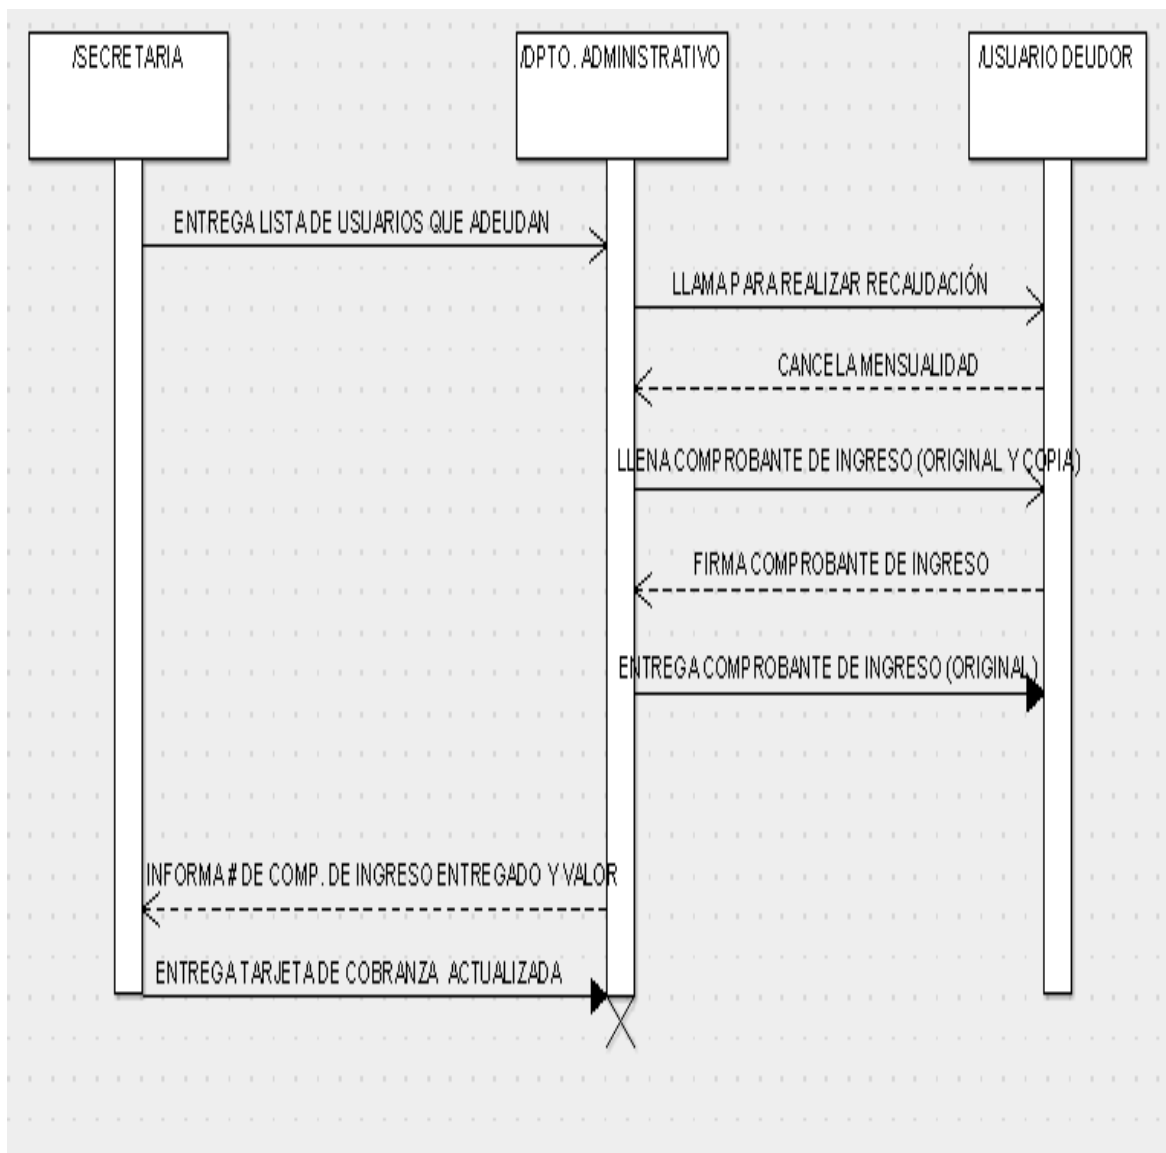 /SECRETARIA
/DPTO. ADMINISTRATIVO
/USUARIO DEUDOR
ENTREGA LISTA DE USUARIOS QUE ADEUDAN
LLAMA PARA REALIZAR RECAUDACIÓN
CANCELA MENSUALIDAD
LLENA COMPROBANTE DE INGRESO (ORIGINAL Y COPIA)
FIRMA COMPROBANTE DE INGRESO
ENTREGA COMPROBANTE DE INGRESO (ORIGINAL )
INFORMA # DE COMP. DE INGRESO ENTREGADO Y VALOR
ENTREGA TARJETA DE COBRANZA ACTUALIZADA